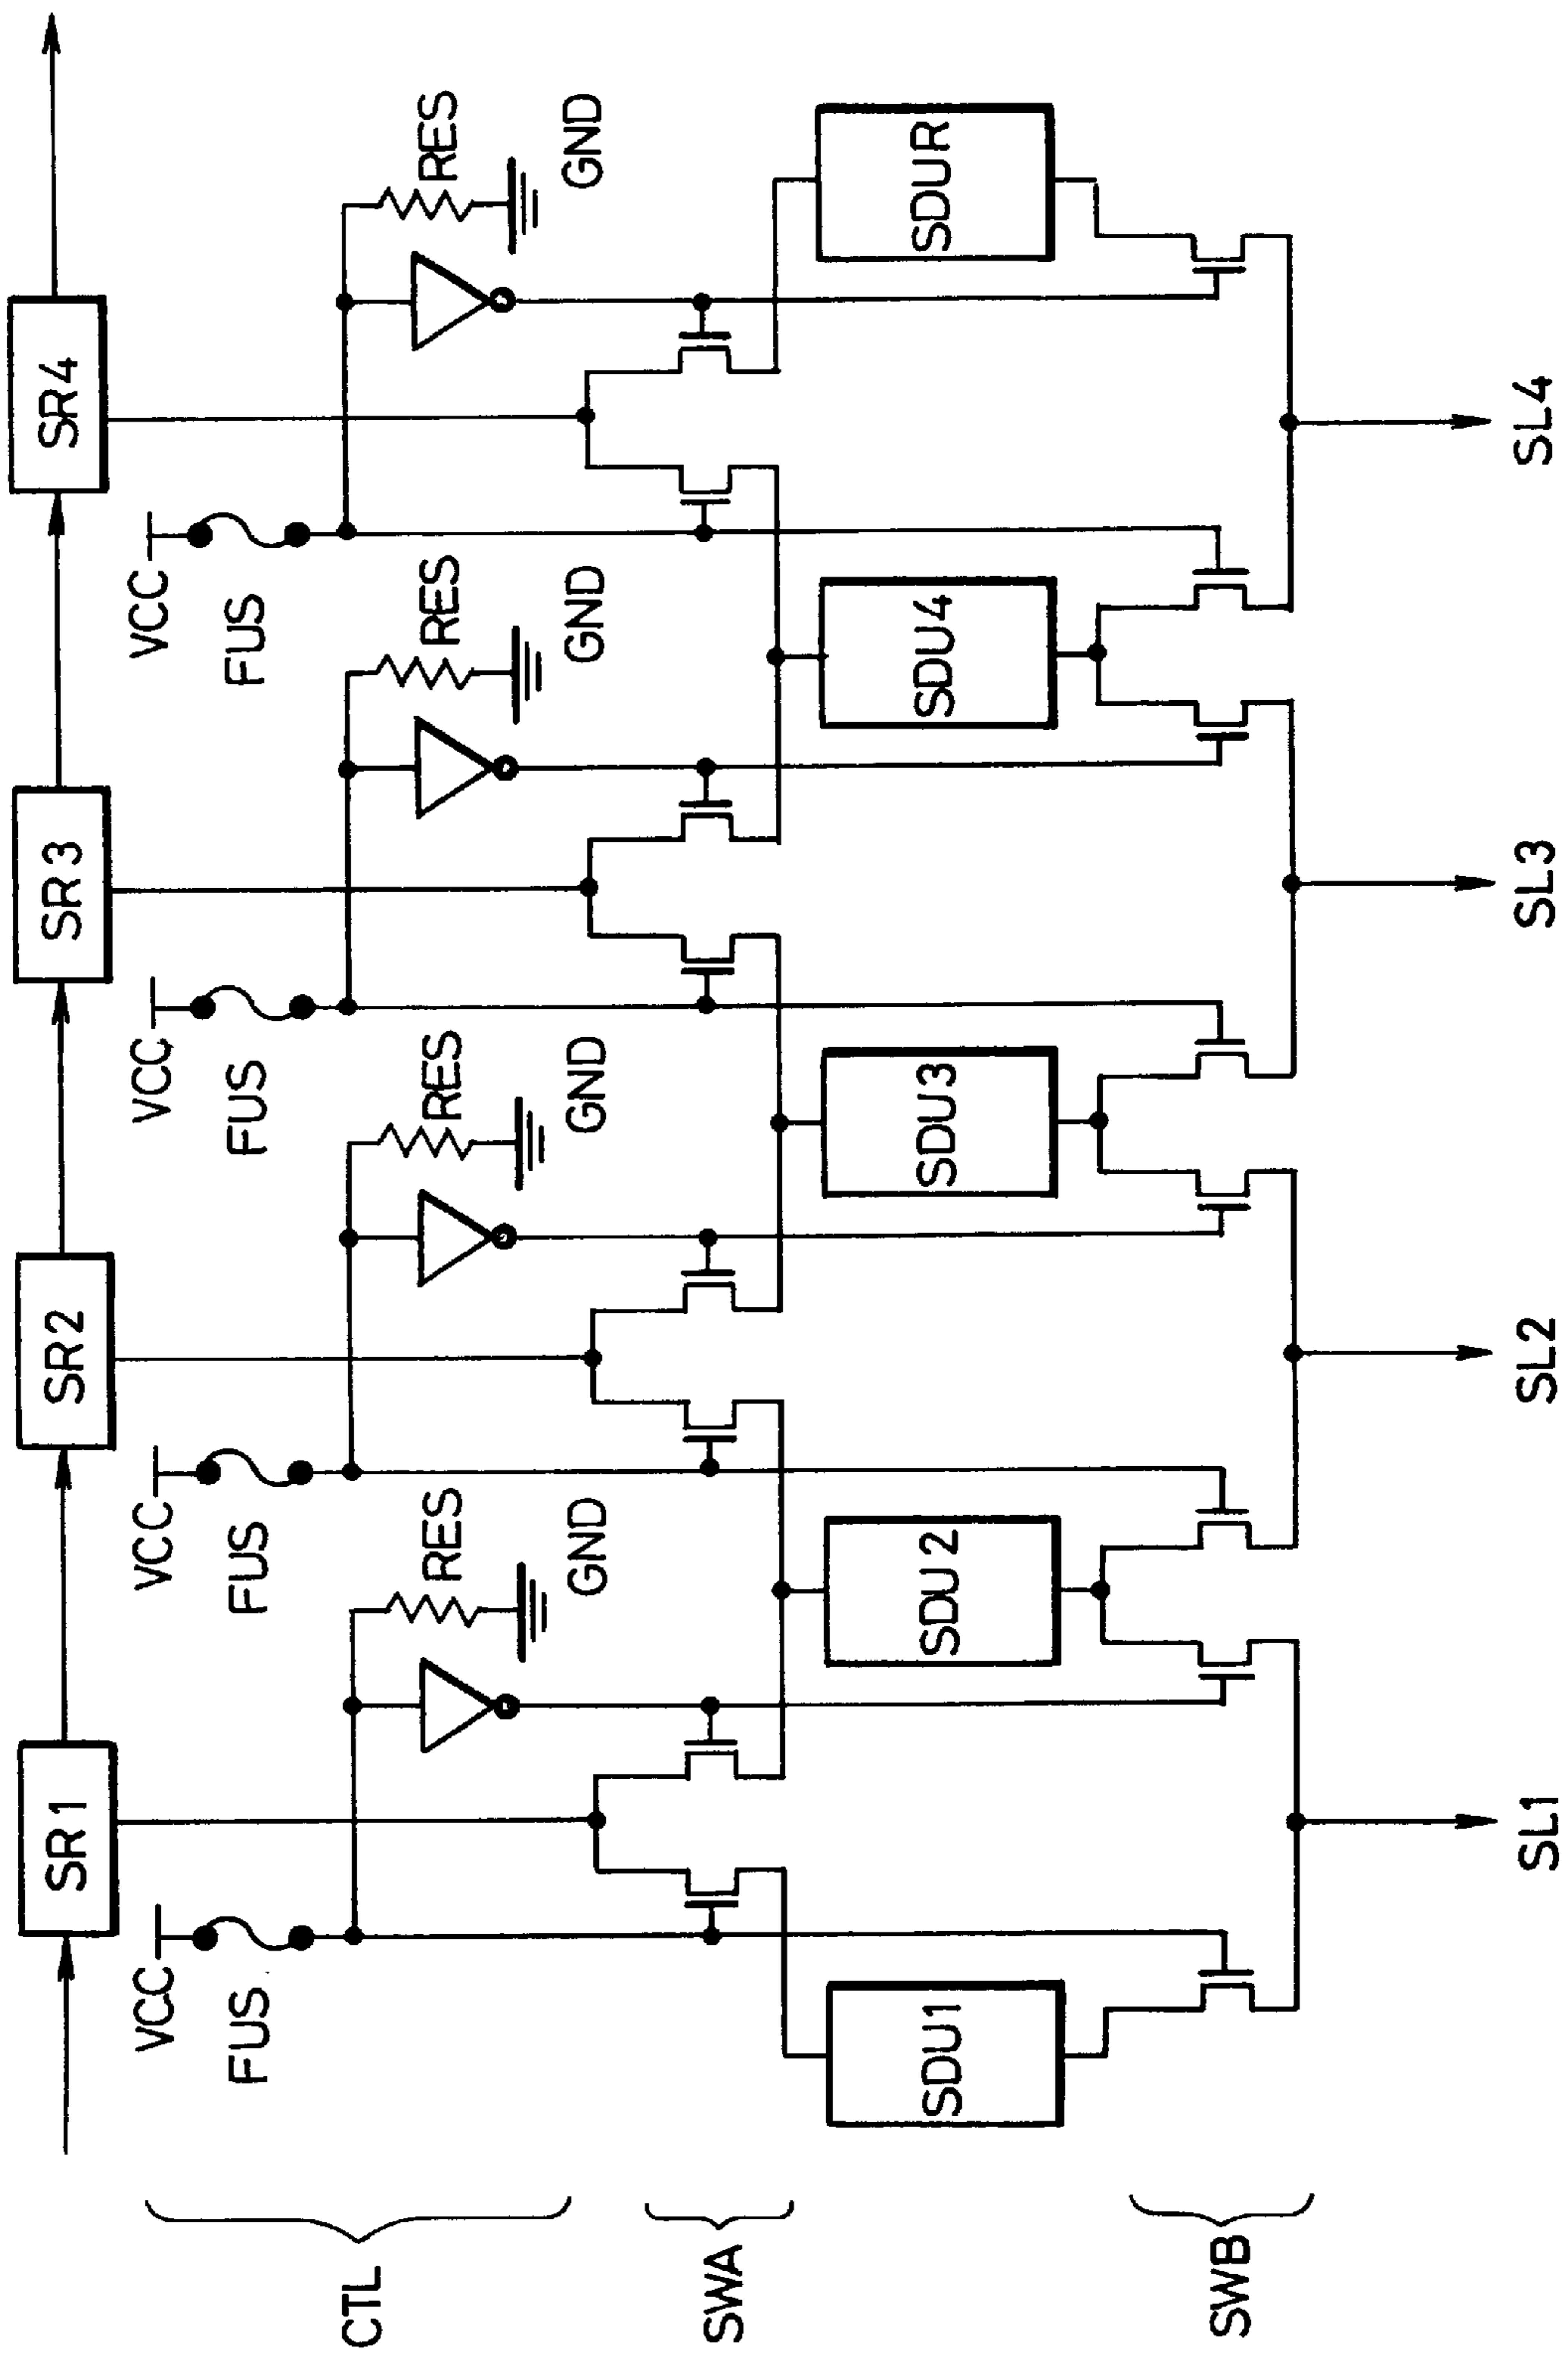 SR1
SR2
SR3
SR4
VCC
VCC
VCC
VCC
FUS
FUS
FUS
FUS
RES
RES
RES
RES
GND
GND
GND
GND
CTL
SWA
SDU1
SDU2
SDU3
SDU4
SDUR
SWB
SL1
SL2
SL3
SL4